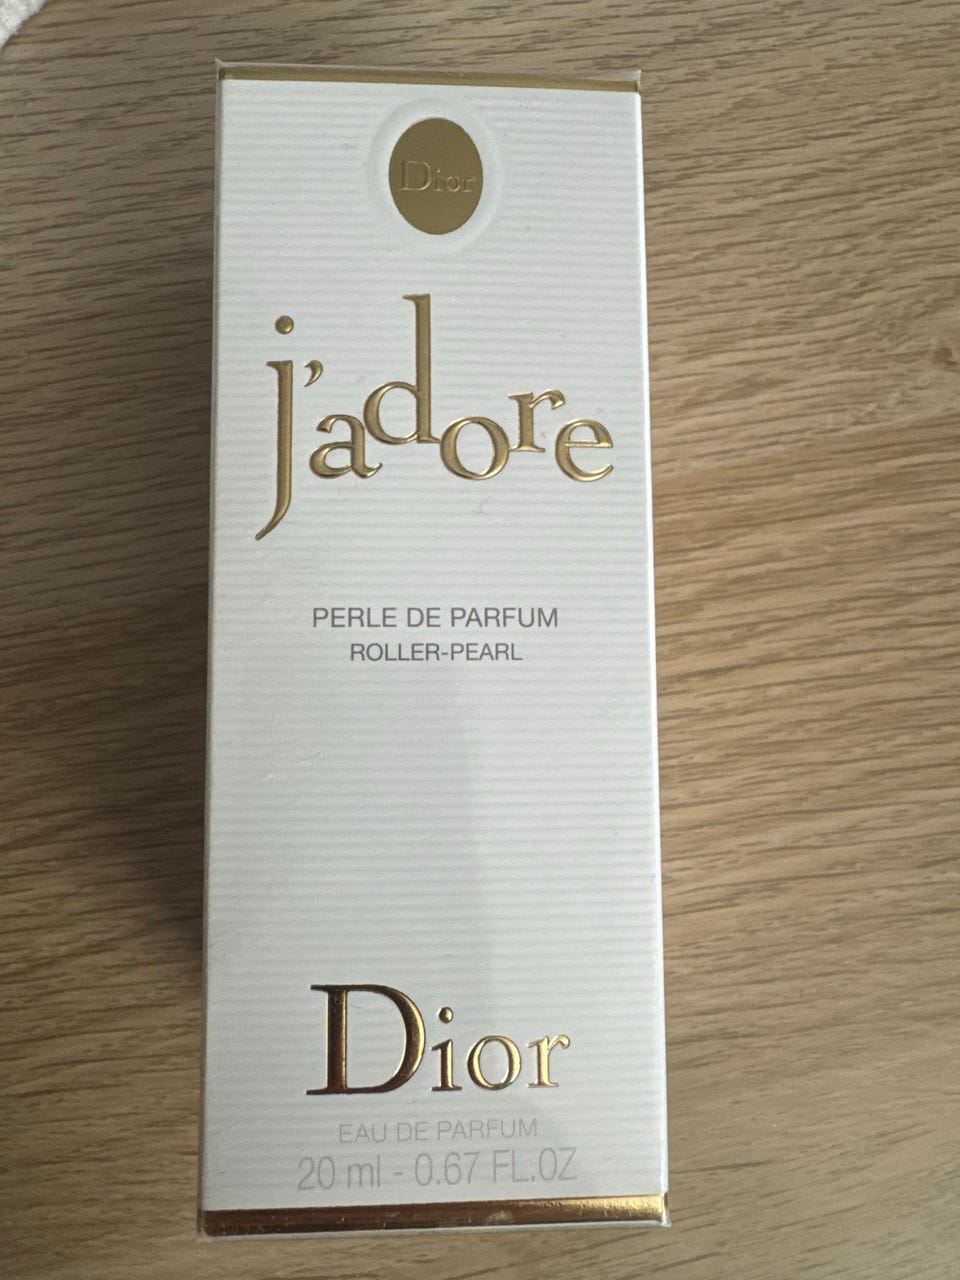 Dior
j'adore
PERLE DE PARFUM
ROLLER-PEARL
Dior
EAU DE PARFUM
20 ml - 0.67 FL.OZ